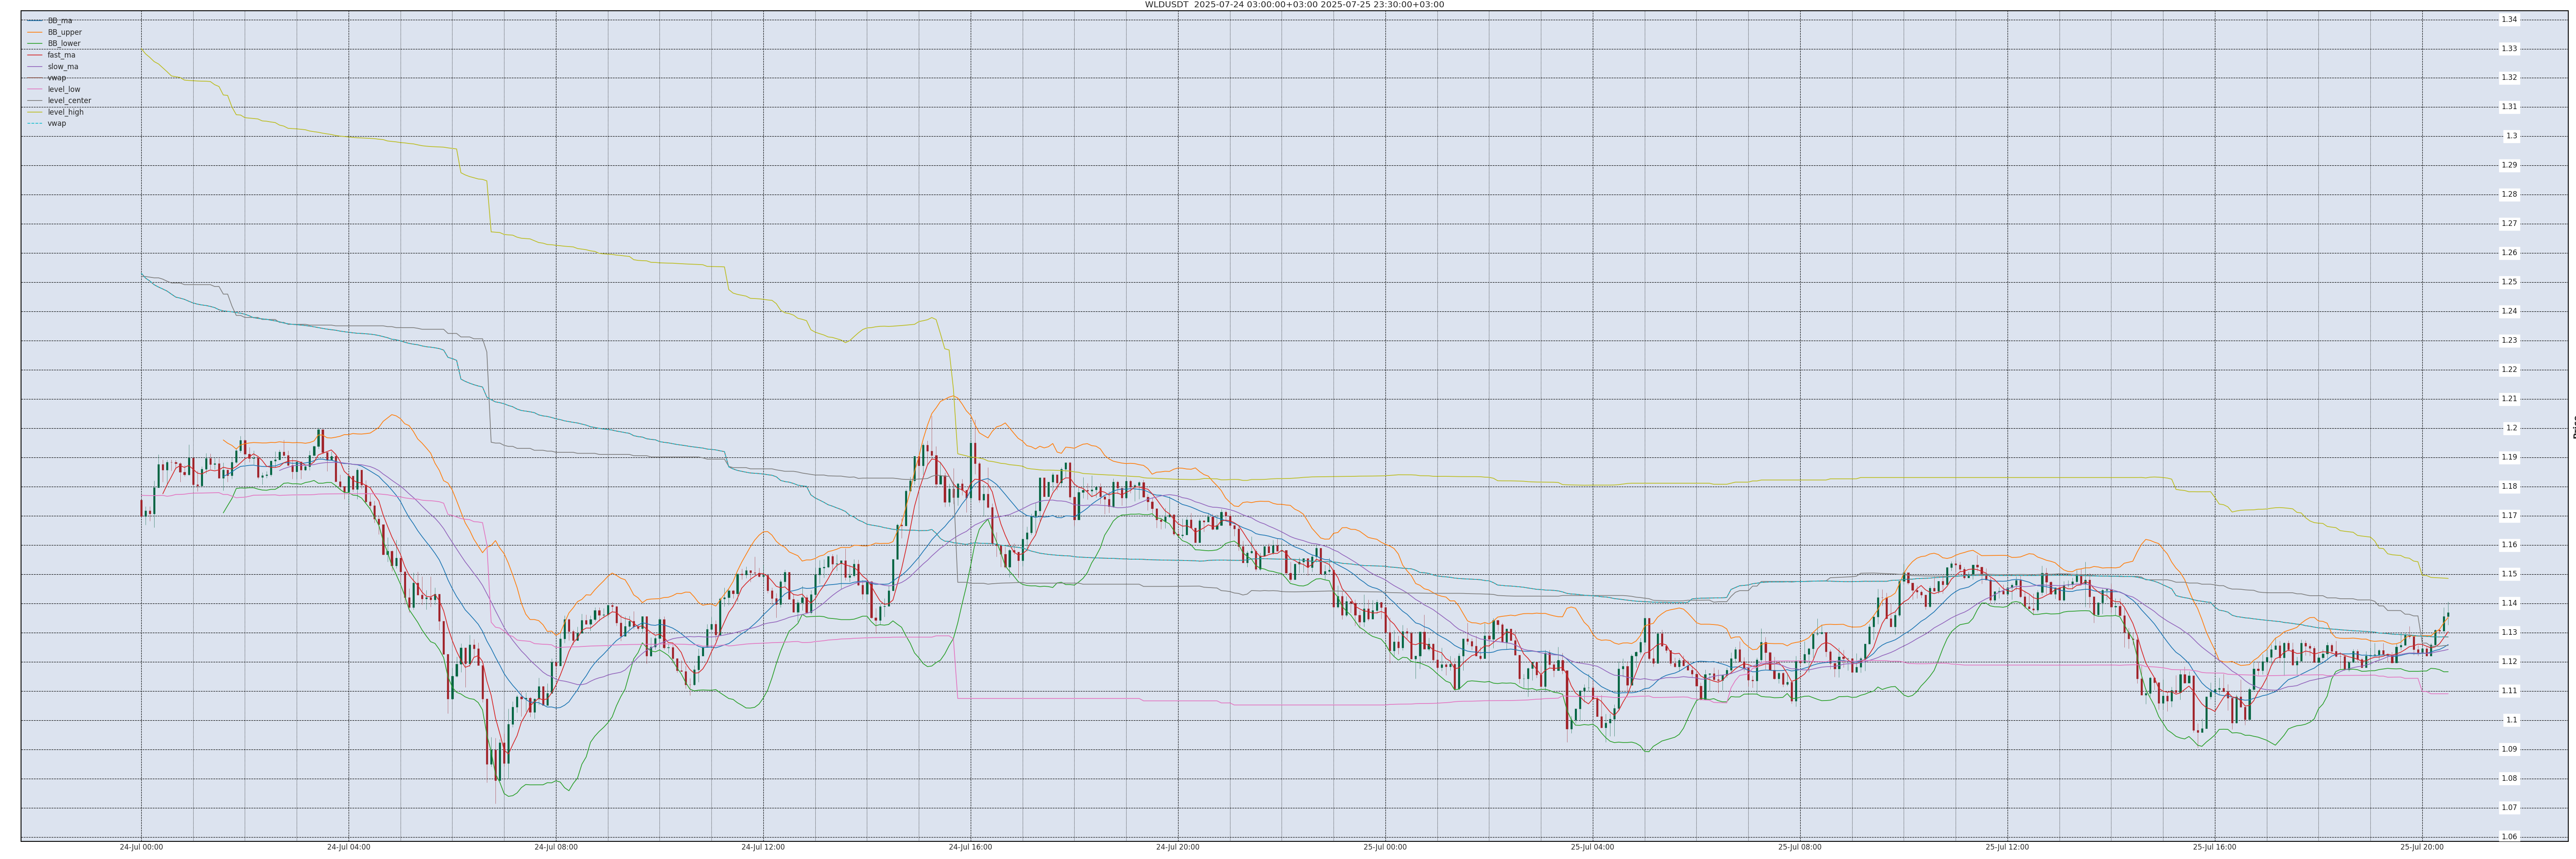 WLDUSDT 2025-07-24 03:00:00+03:00 2025-07-25 23:30:00+03:00
BB_ma
BB_upper
BB_lower
fast_ma
slow_ma
vwap
level_low
level_center
level_high
vwap
1.34
1.33
1.32
1.31
1.3
1.29
1.28
1.27
1.26
1.25
1.24
1.23
1.22
1.21
1.2
1.19
1.18
1.17
1.16
1.15
1.14
1.13
1.12
1.11
1.1
1.09
1.08
1.07
1.06
24-Jul 00:00
24-Jul 04:00
24-Jul 08:00
24-Jul 12:00
24-Jul 16:00
24-Jul 20:00
25-Jul 00:00
25-Jul 04:00
25-Jul 08:00
25-Jul 12:00
25-Jul 16:00
25-Jul 20:00